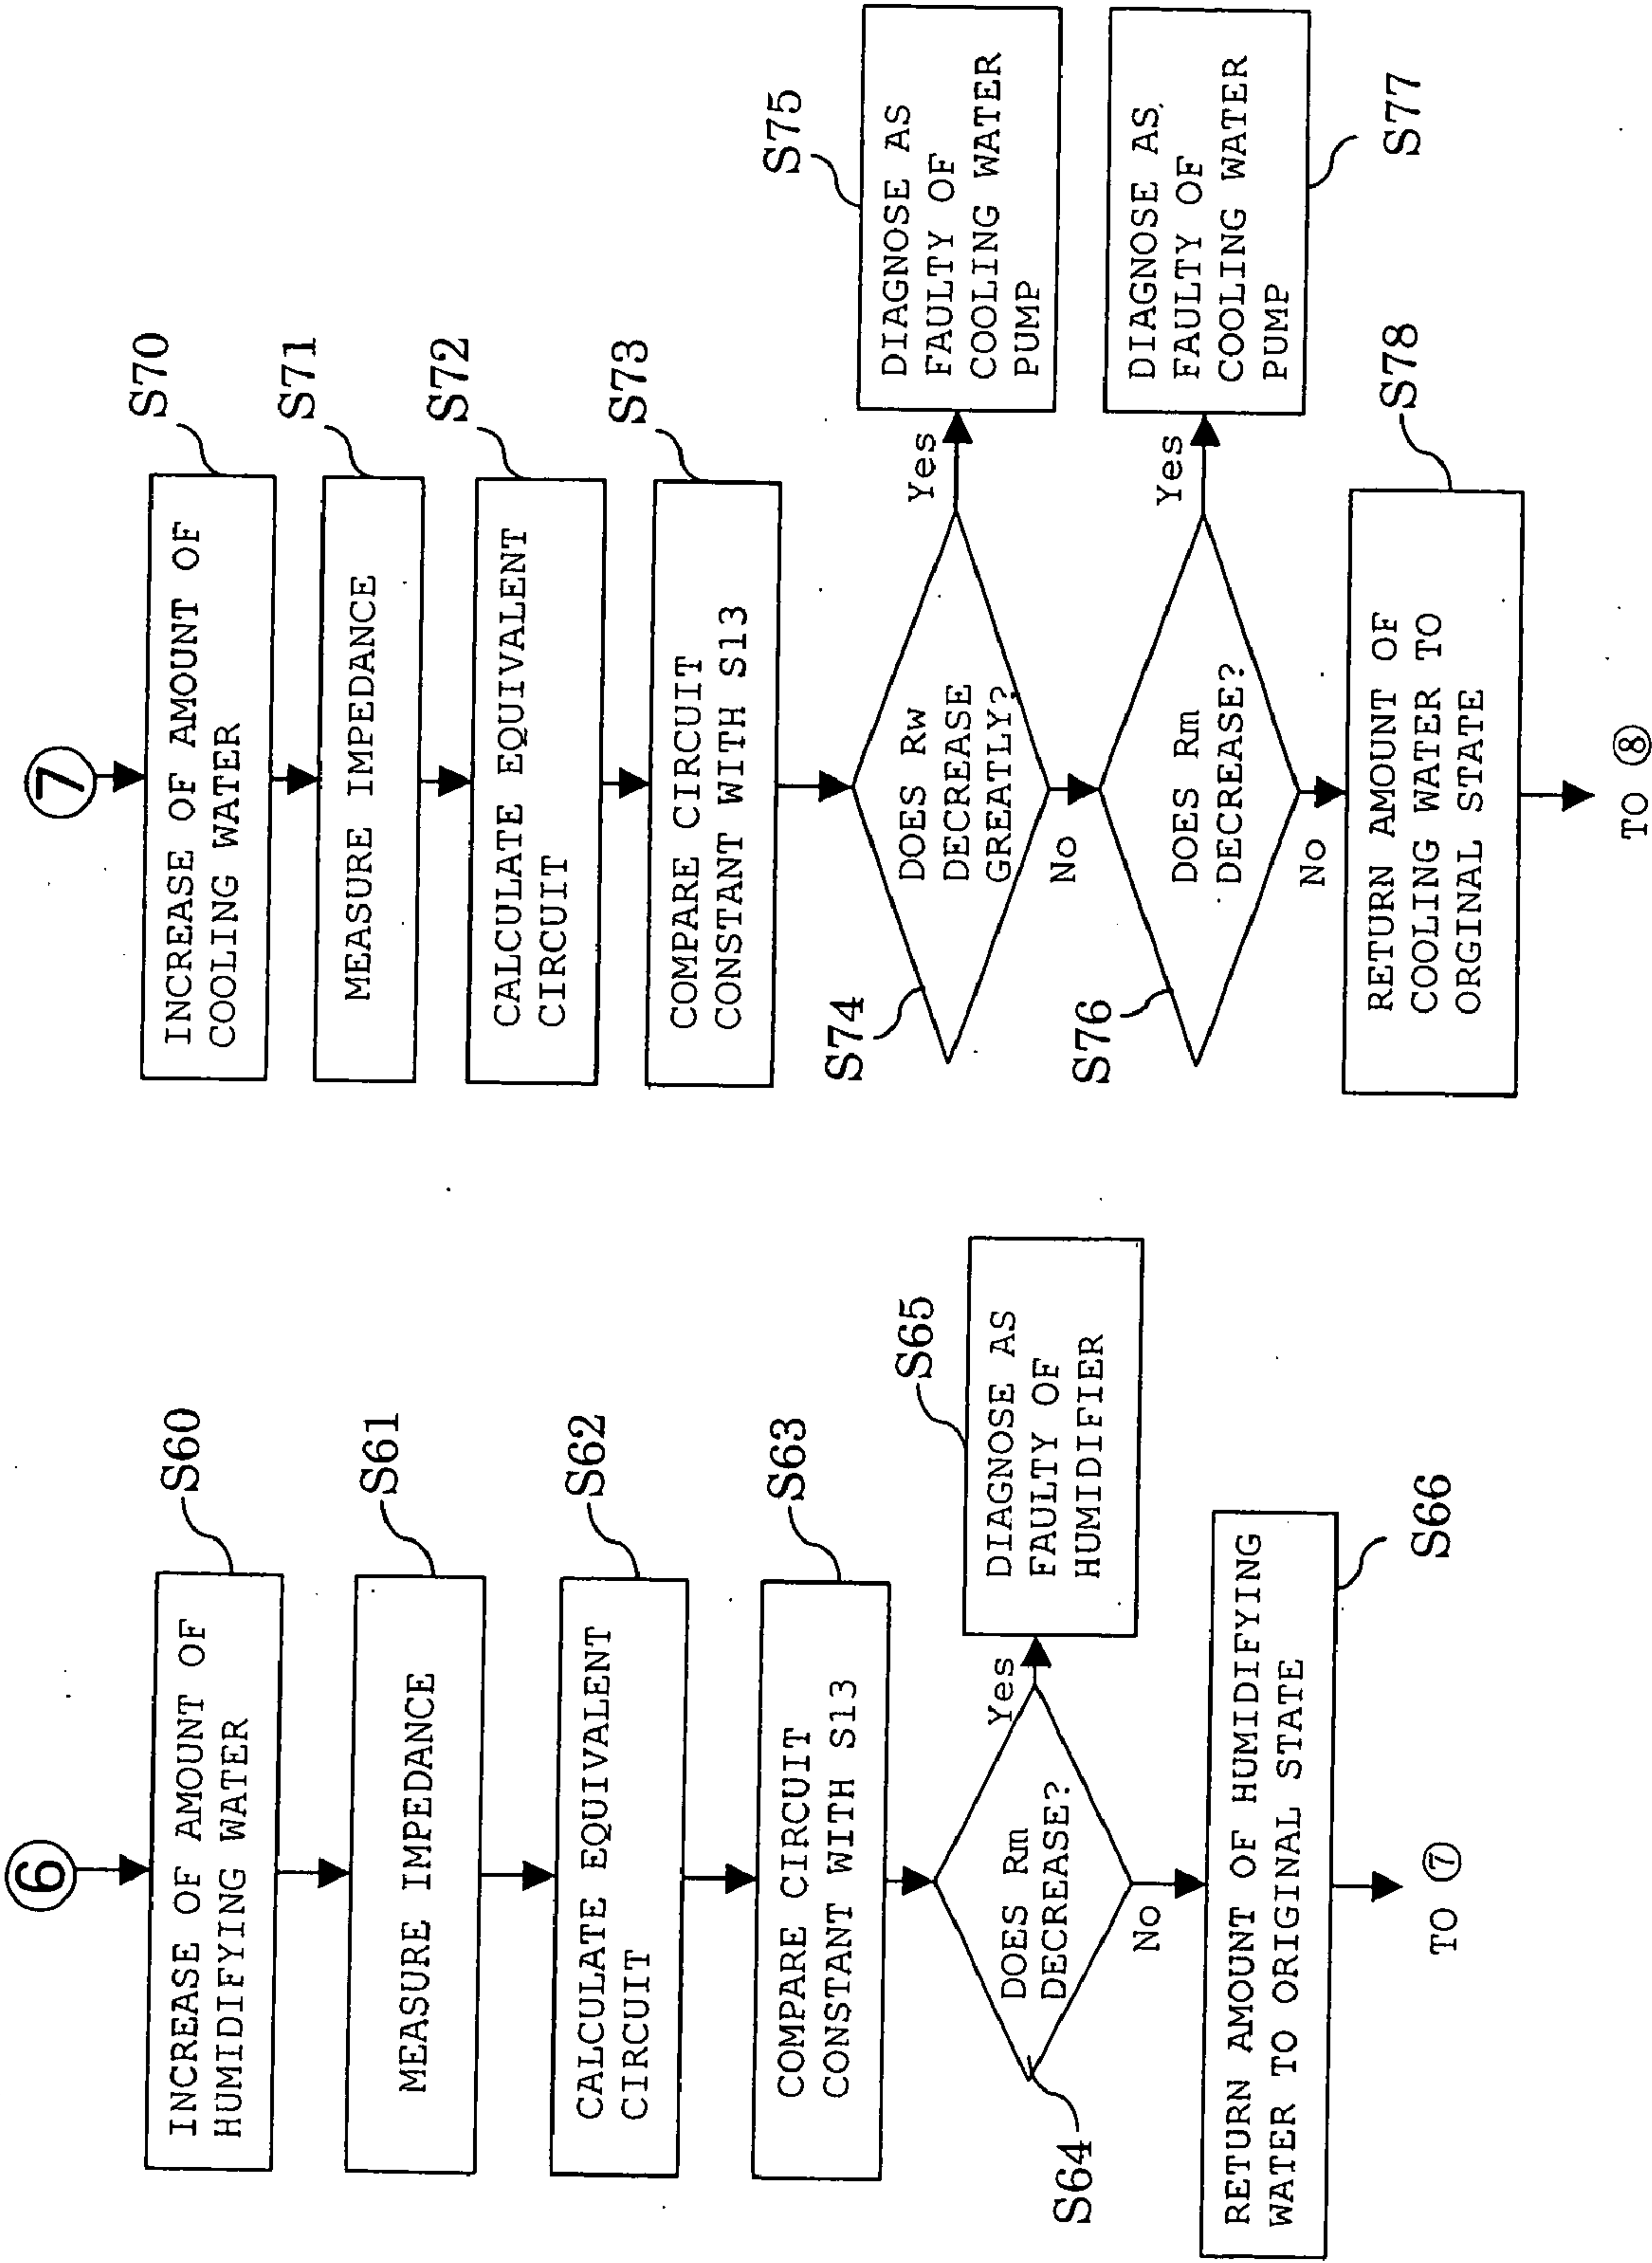 6
S60
INCREASE OF AMOUNT OF
HUMIDIFYING WATER
S61
MEASURE IMPEDANCE
S62
CALCULATE EQUIVALENT
CIRCUIT
S63
COMPARE CIRCUIT
CONSTANT WITH S13
S64
DOES Rm
DECREASE?
Yes
S65
DIAGNOSE AS
FAULTY OF
HUMIDIFIER
No
RETURN AMOUNT OF HUMIDIFYING
WATER TO ORIGINAL STATE
S66
TO ⑦
7
S70
INCREASE OF AMOUNT OF
COOLING WATER
S71
MEASURE IMPEDANCE
S72
CALCULATE EQUIVALENT
CIRCUIT
S73
COMPARE CIRCUIT
CONSTANT WITH S13
S74
DOES Rw
DECREASE
GREATLY?
Yes
S75
DIAGNOSE AS
FAULTY OF
COOLING WATER
PUMP
No
S76
DOES Rm
DECREASE?
Yes
DIAGNOSE AS
FAULTY OF
COOLING WATER
PUMP
S77
No
S78
RETURN AMOUNT OF
COOLING WATER TO
ORGINAL STATE
TO ⑧